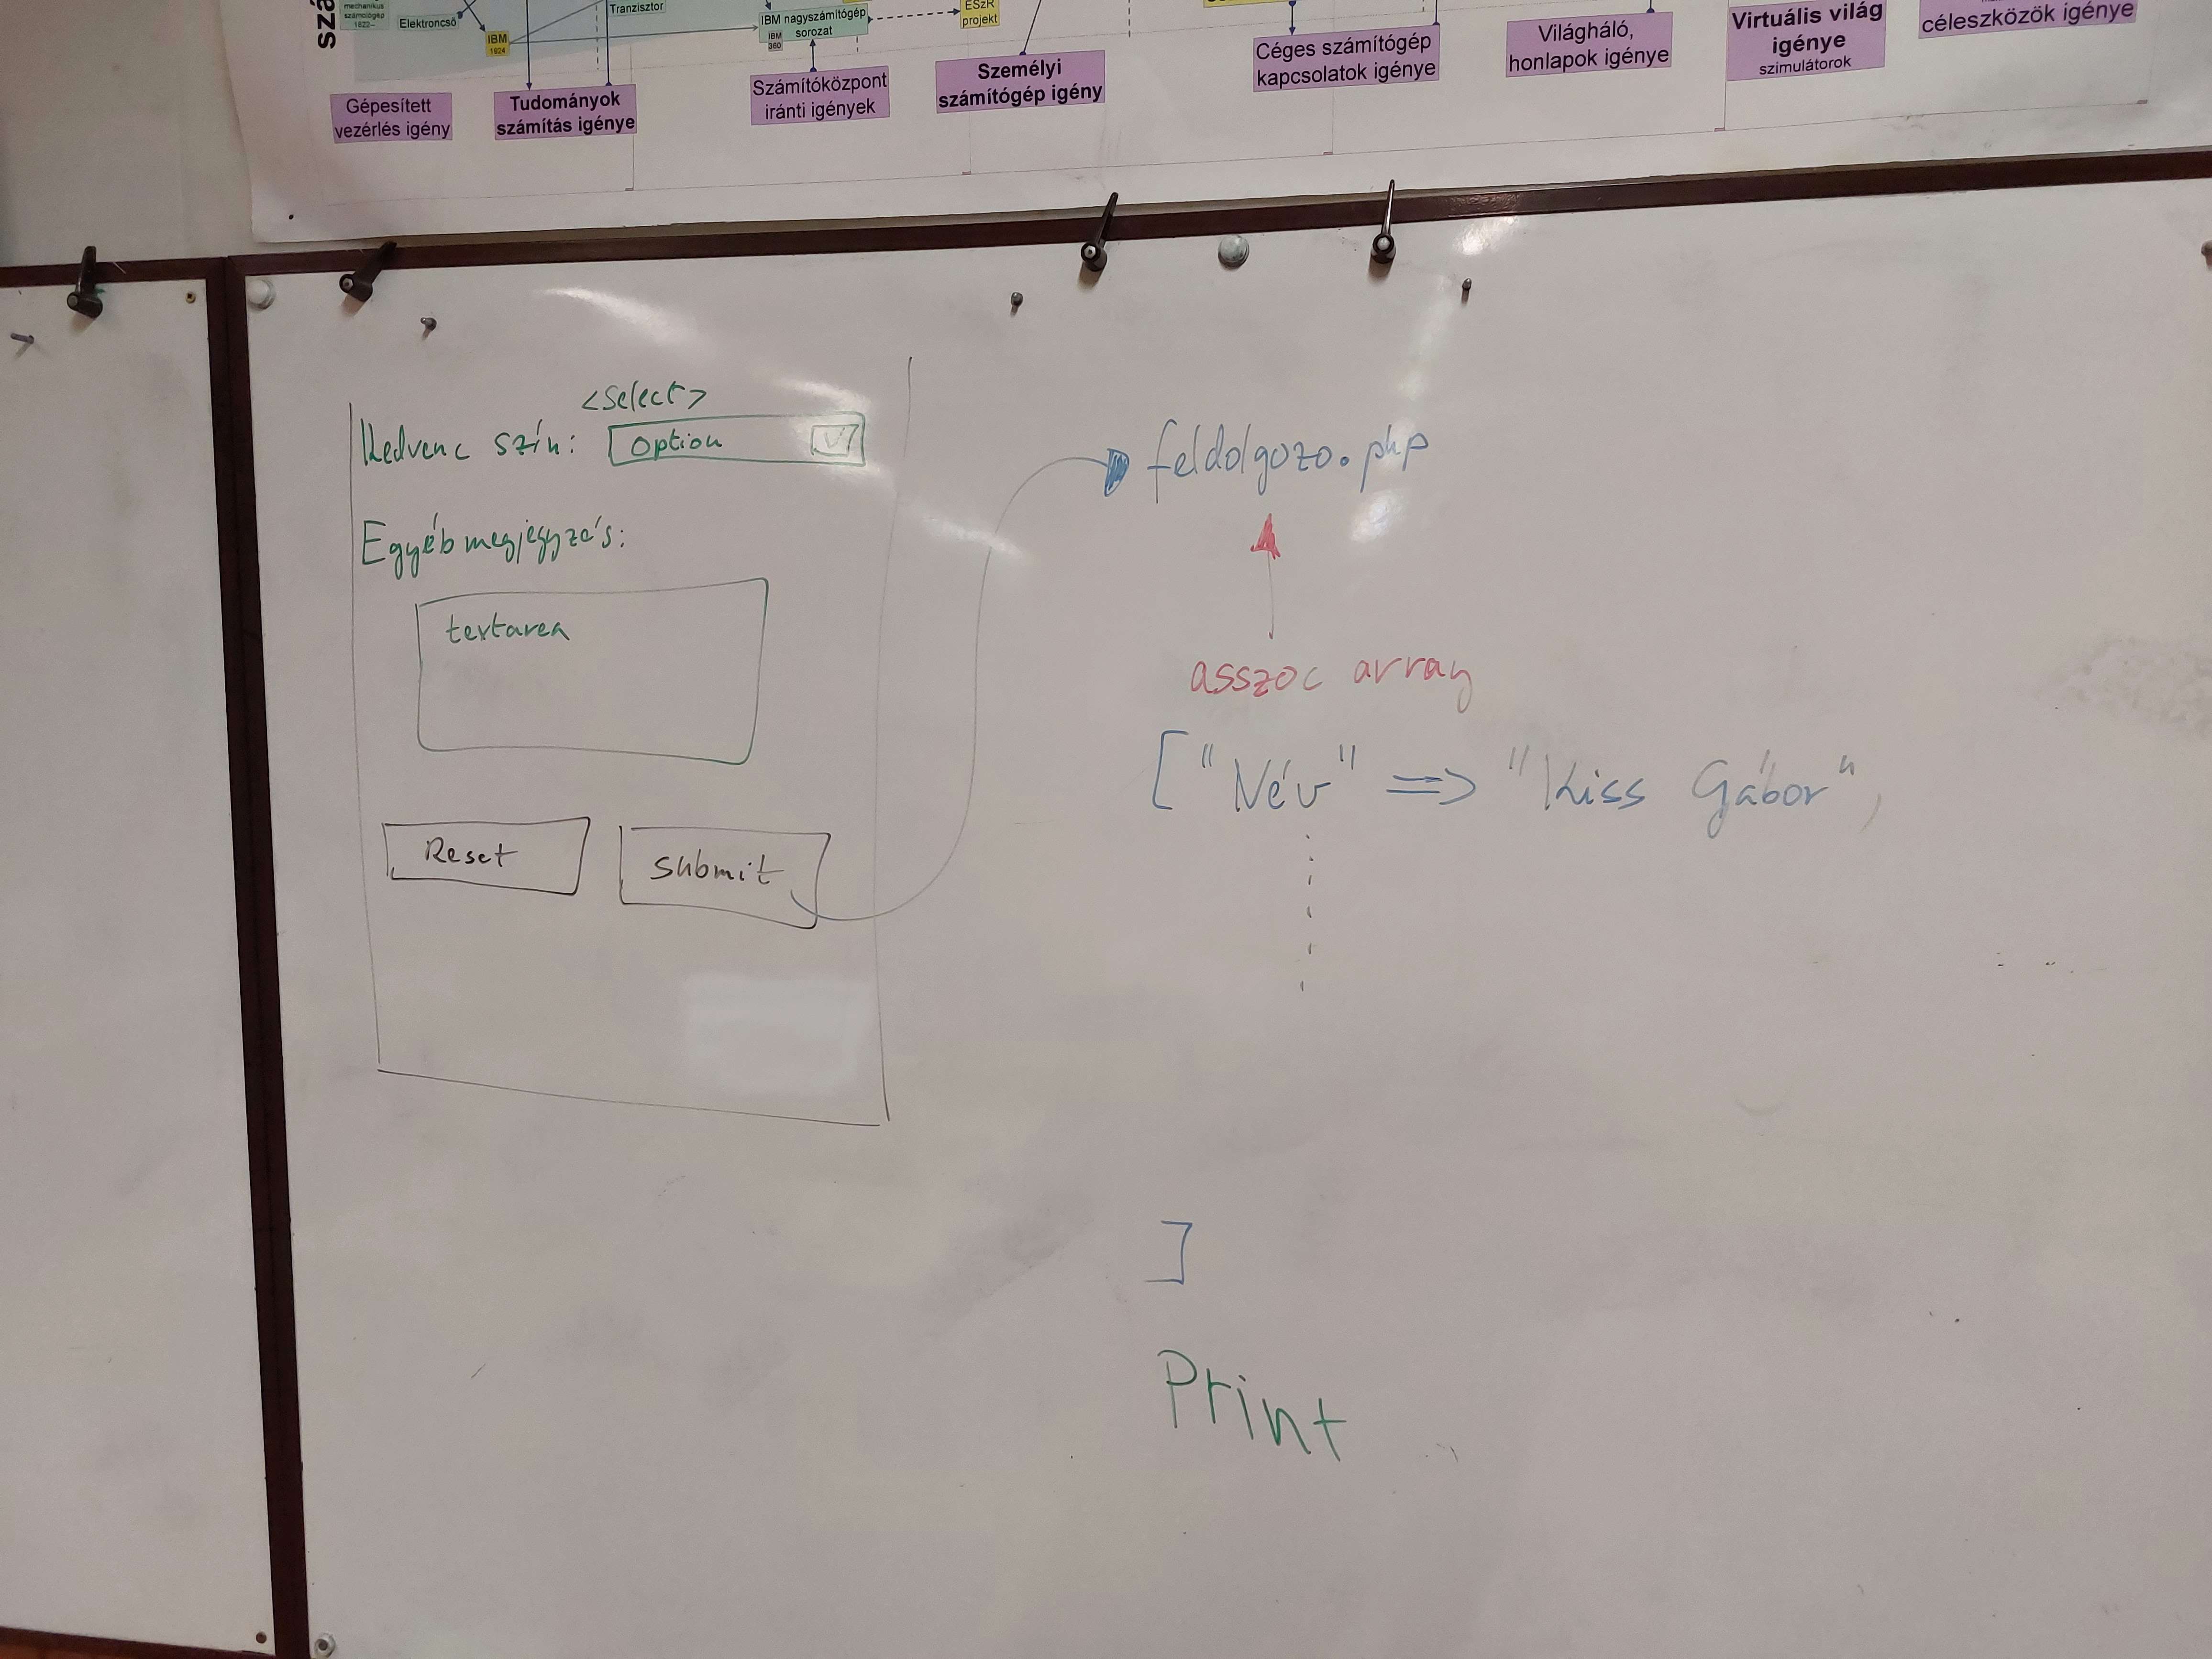 szá
mechanikus
számológép
1822–
Elektroncső
IBM
1924
Tranzisztor
IBM nagyszámítógép
sorozat
IBM
360
ESzR
projekt
Gépesített
vezérlés igény
Tudományok
számítás igénye
Számítóközpont
iránti igények
Személyi
számítógép igény
Céges számítógép
kapcsolatok igénye
Világháló,
honlapok igénye
Virtuális világ
igénye
szimulátorok
céleszközök igénye
<select>
Kedvenc szín: option
Egyéb megjegyzés:
textarea
Reset
submit
feldolgozo.php
asszoc array
["Név" => "Kiss Gábor",
]
Print